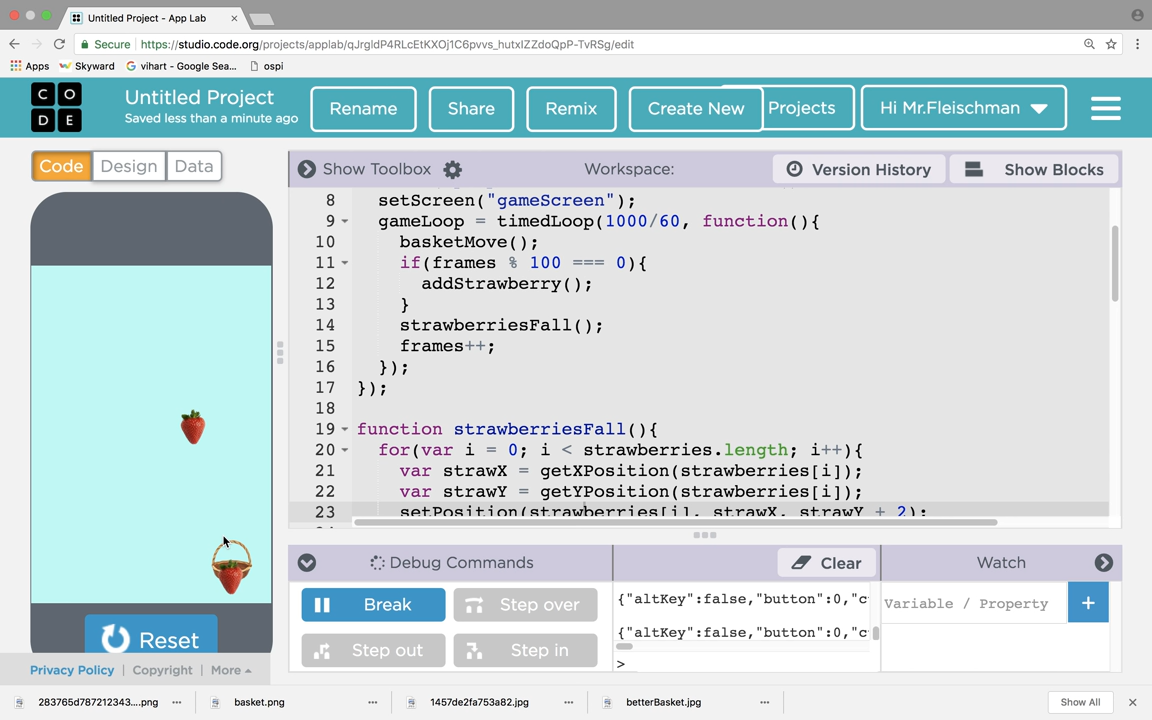 Untitled Project - App Lab
Secure https://studio.code.org/projects/applab/qJrgldP4RLcEtKXOj1C6pvvs_hutxIZZdoQpP-TvRSg/edit
Apps Skyward vihart - Google Sea... ospi
CO
DE
Untitled Project
Saved less than a minute ago
Rename Share Remix Create New Projects Hi Mr.Fleischman
Code Design Data
Show Toolbox Workspace: Version History Show Blocks
8 setScreen("gameScreen");
9 gameLoop = timedLoop(1000/60, function(){
10 basketMove();
11 if(frames % 100 === 0){
12 addStrawberry();
13 }
14 strawberriesFall();
15 frames++;
16 });
17 });
18
19 function strawberriesFall(){
20 for(var i = 0; i < strawberries.length; i++){
21 var strawX = getXPosition(strawberries[i]);
22 var strawY = getYPosition(strawberries[i]);
23 setPosition(strawberries[i], strawX, strawY + 2);
Debug Commands Clear Watch
Break Step over
Step out Step in
{"altKey":false,"button":0,"c
{"altKey":false,"button":0,"c
>
Variable / Property +
Reset
Privacy Policy | Copyright | More
283765d787212343....png basket.png 1457de2fa753a82.jpg betterBasket.jpg Show All